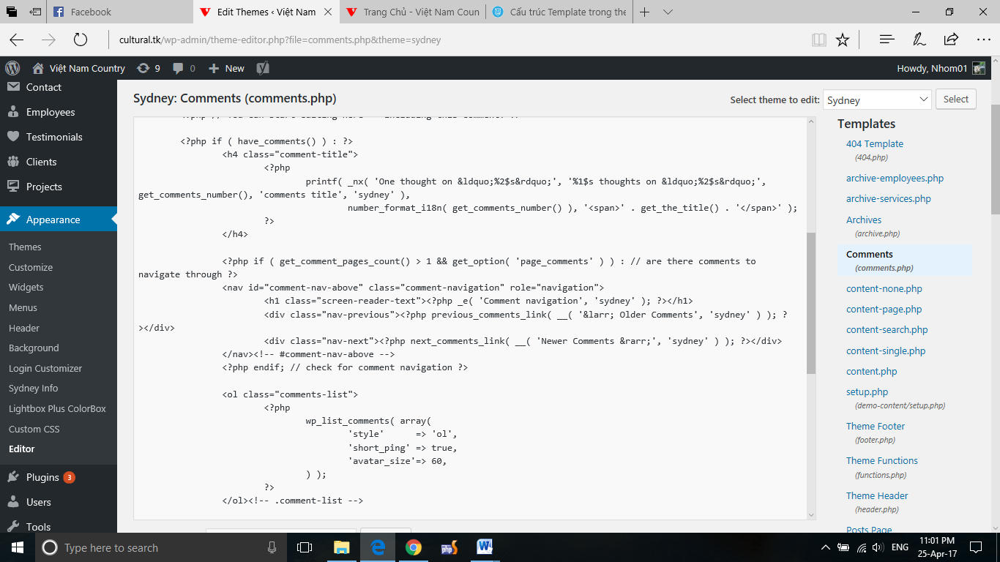 Facebook
Edit Themes ‹ Việt Nam
Trang Chủ - Việt Nam Coun
Cấu trúc Template trong the
cultural.tk/wp-admin/theme-editor.php?file=comments.php&theme=sydney
Việt Nam Country
9
0
New
Howdy, Nhom01
Contact
Employees
Testimonials
Clients
Projects
Appearance
Themes
Customize
Widgets
Menus
Header
Background
Login Customizer
Sydney Info
Lightbox Plus ColorBox
Custom CSS
Editor
Plugins 3
Users
Tools
Sydney: Comments (comments.php)
Select theme to edit:
Sydney
Select
<?php if ( have_comments() ) : ?>
<h4 class="comment-title">
<?php
printf( _nx( 'One thought on &ldquo;%2$s&rdquo;', '%1$s thoughts on &ldquo;%2$s&rdquo;',
get_comments_number(), 'comments title', 'sydney' ),
number_format_i18n( get_comments_number() ), '<span>' . get_the_title() . '</span>' );
?>
</h4>
<?php if ( get_comment_pages_count() > 1 && get_option( 'page_comments' ) ) : // are there comments to
navigate through ?>
<nav id="comment-nav-above" class="comment-navigation" role="navigation">
<h1 class="screen-reader-text"><?php _e( 'Comment navigation', 'sydney' ); ?></h1>
<div class="nav-previous"><?php previous_comments_link( __( '&larr; Older Comments', 'sydney' ) ); ?
></div>
<div class="nav-next"><?php next_comments_link( __( 'Newer Comments &rarr;', 'sydney' ) ); ?></div>
</nav><!-- #comment-nav-above -->
<?php endif; // check for comment navigation ?>
<ol class="comments-list">
<?php
wp_list_comments( array(
'style'      => 'ol',
'short_ping' => true,
'avatar_size'=> 60,
) );
?>
</ol><!-- .comment-list -->
Templates
404 Template
(404.php)
archive-employees.php
archive-services.php
Archives
(archive.php)
Comments
(comments.php)
content-none.php
content-page.php
content-search.php
content-single.php
content.php
setup.php
(demo-content/setup.php)
Theme Footer
(footer.php)
Theme Functions
(functions.php)
Theme Header
(header.php)
Posts Page
Type here to search
php
ENG
11:01 PM
25-Apr-17